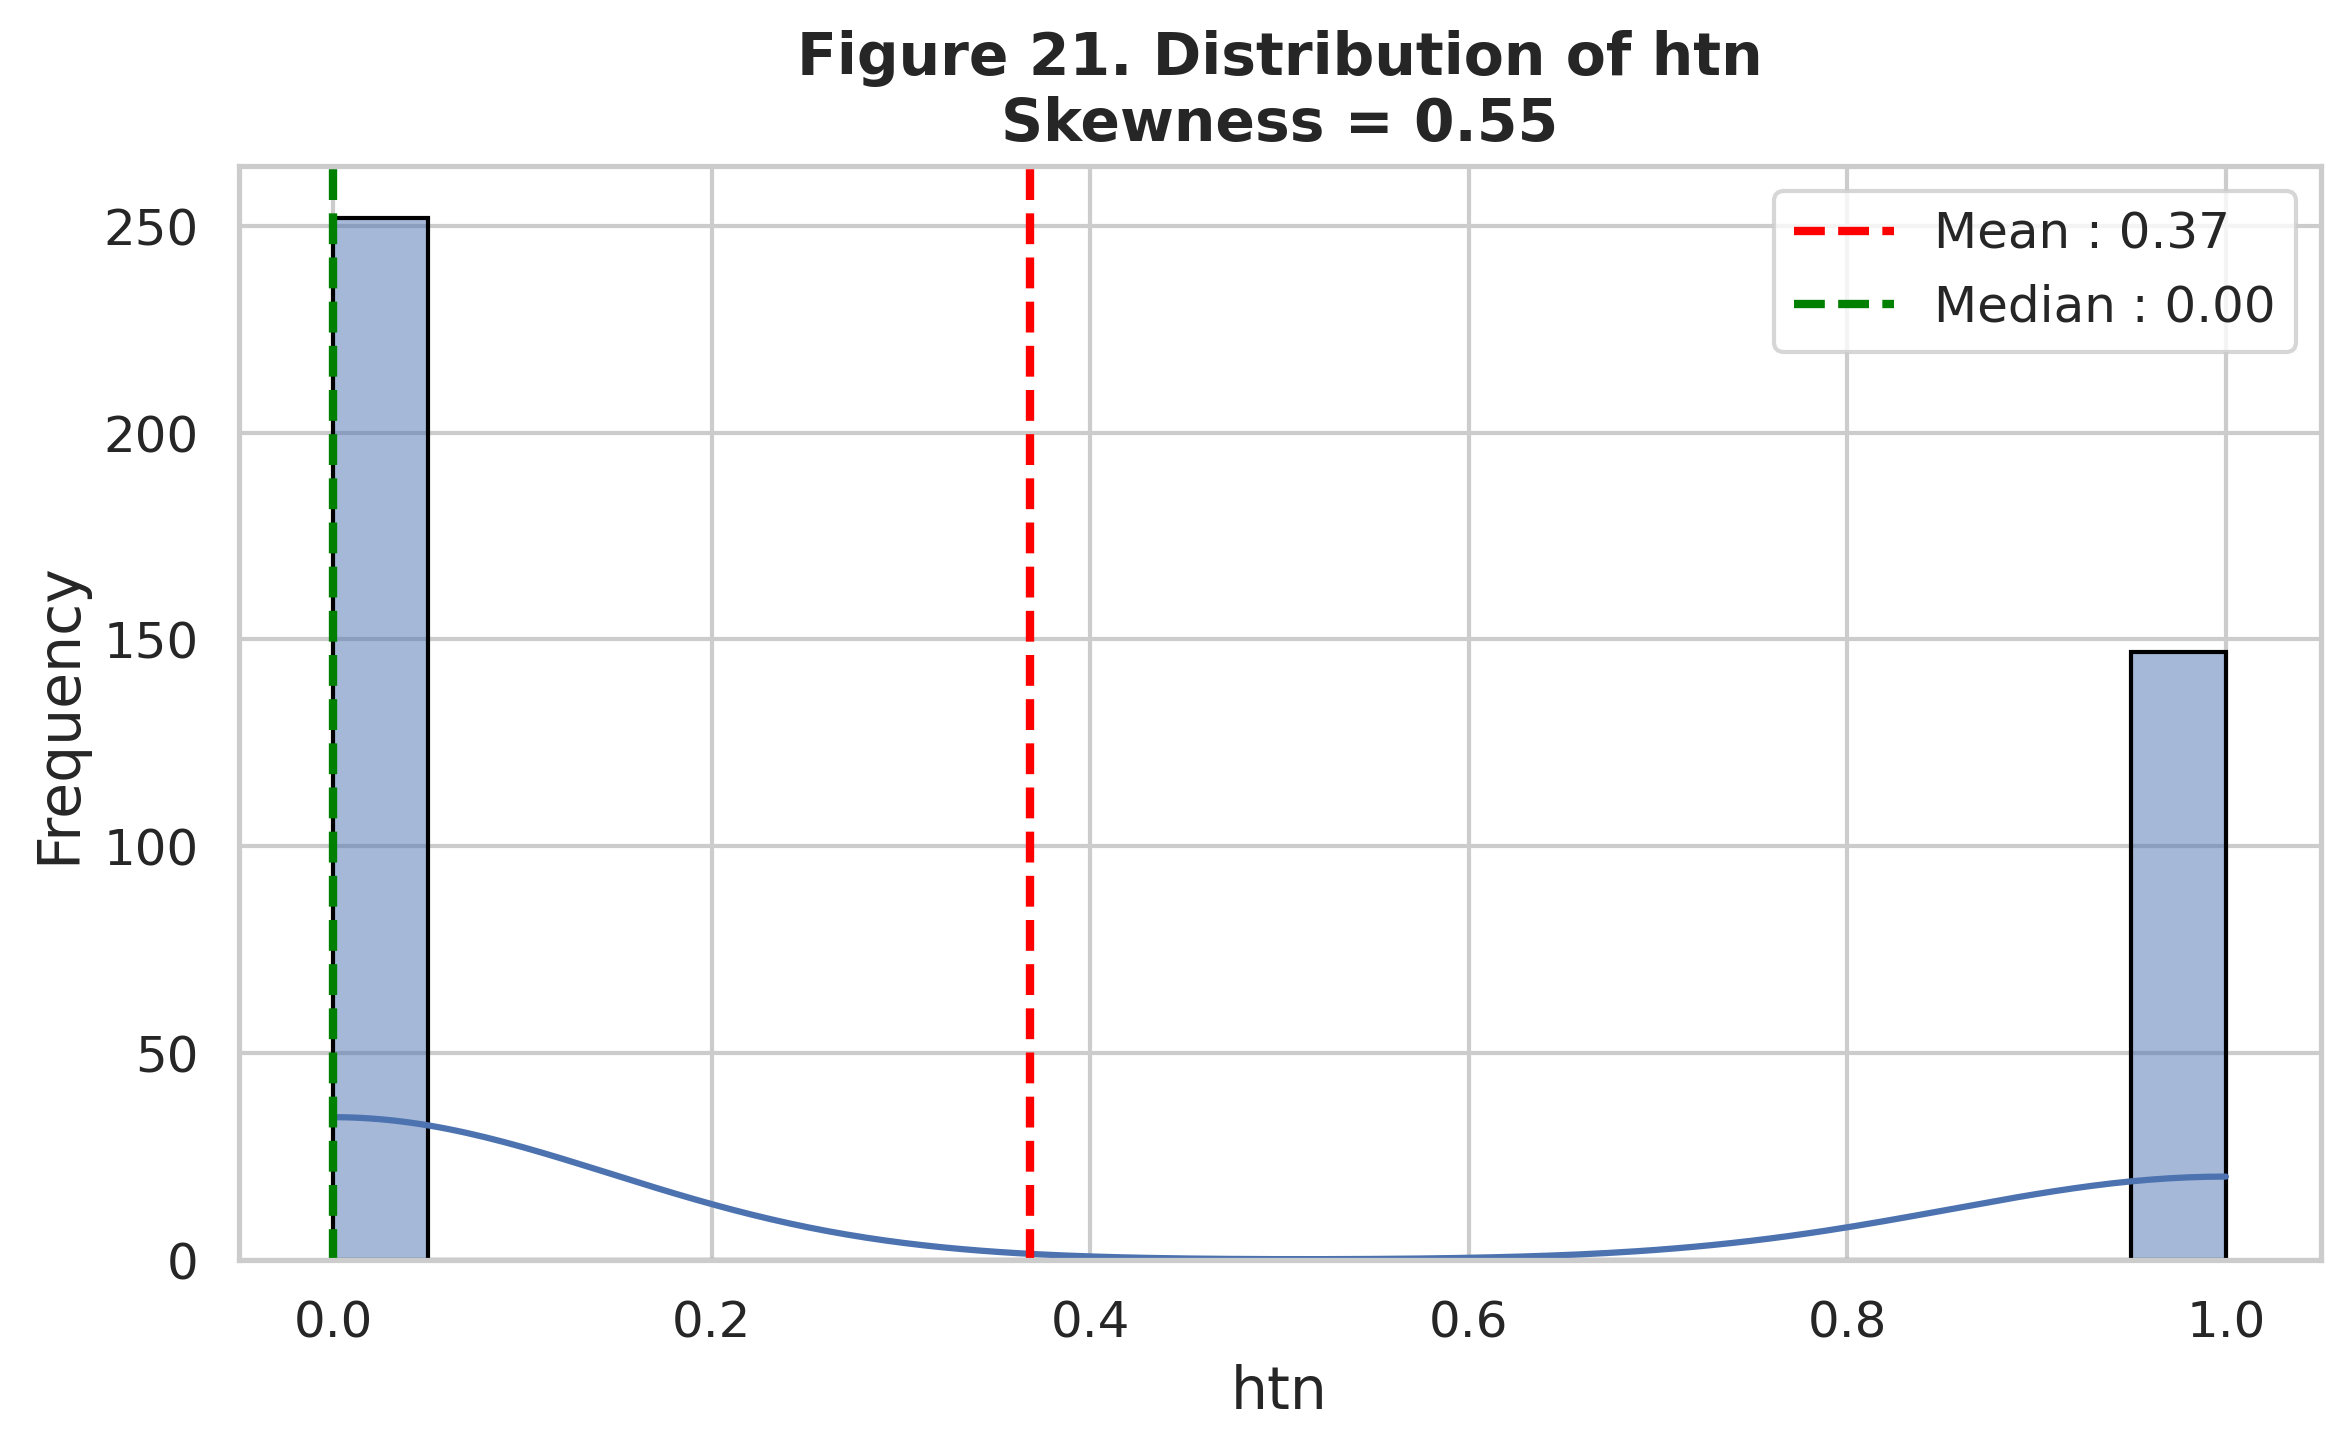 Figure 21. Distribution of htn
Skewness = 0.55
Mean : 0.37
Median : 0.00
Frequency
250
200
150
100
50
0
0.0 0.2 0.4 0.6 0.8 1.0
htn